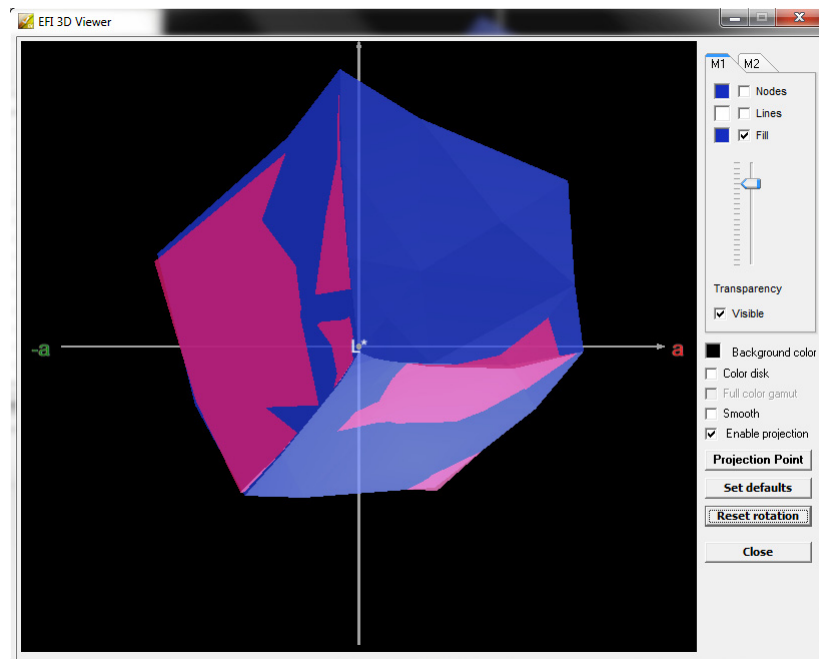 EFI 3D Viewer
M1 M2
Nodes
Lines
Fill
Transparency
Visible
-a
L*
a
Background color
Color disk
Full color gamut
Smooth
Enable projection
Projection Point
Set defaults
Reset rotation
Close